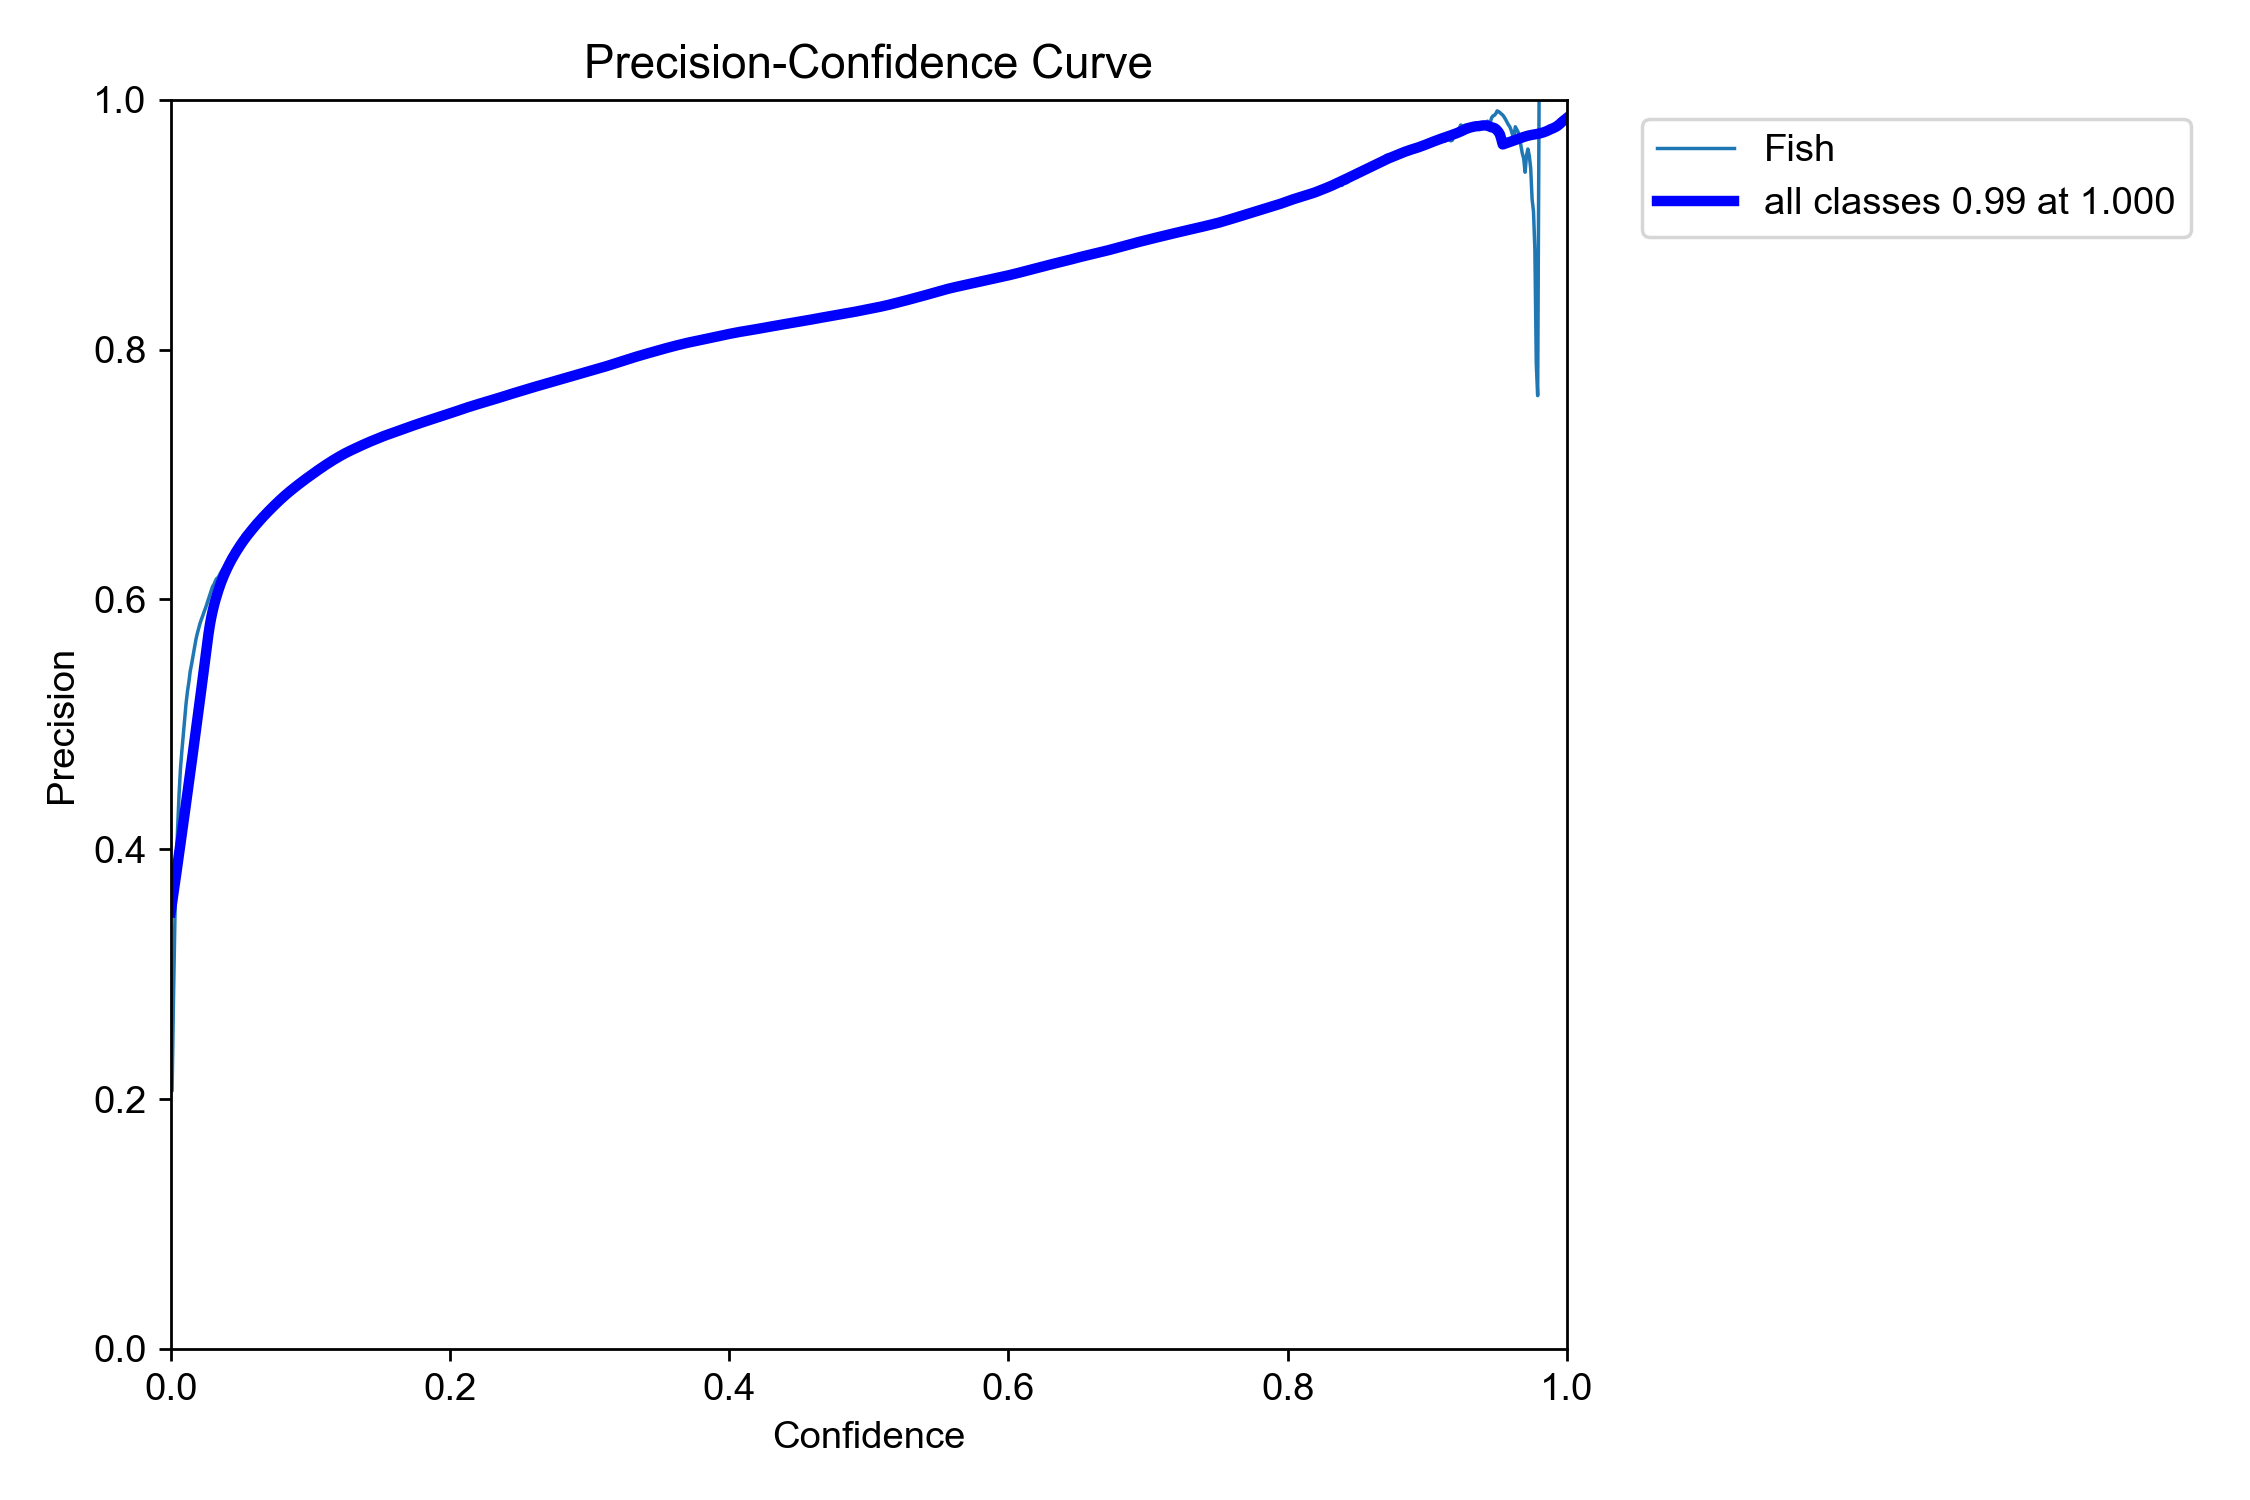 Precision-Confidence Curve
Fish
all classes 0.99 at 1.000
Precision
1.0
0.8
0.6
0.4
0.2
0.0
0.0 0.2 0.4 0.6 0.8 1.0
Confidence